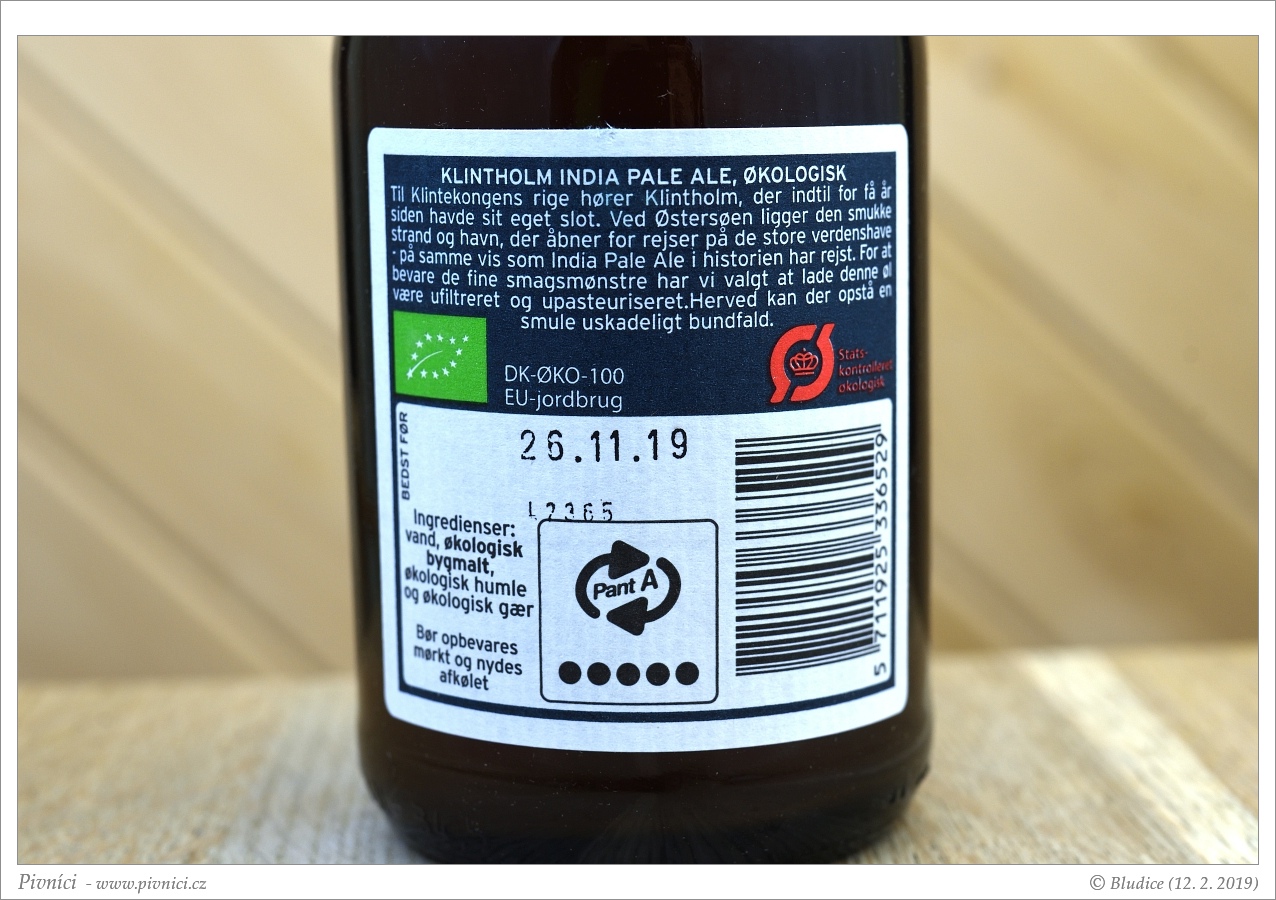 KLINTHOLM INDIA PALE ALE, ØKOLOGISK
Til Klintekongens rige hører Klintholm, der indtil for få år
siden havde sit eget slot. Ved Østersøen ligger den smukke
strand og havn, der åbner for rejser på de store verdenshave
- på samme vis som India Pale Ale i historien har rejst. For at
bevare de fine smagsmønstre har vi valgt at lade denne øl
være ufiltreret og upasteuriseret.Herved kan der opstå en
smule uskadeligt bundfald.
DK-ØKO-100
EU-jordbrug
Ø
Stats-
kontrolleret
økologisk
BEDST FØR
26.11.19
L7365
Ingredienser:
vand, økologisk
bygmalt,
økologisk humle
og økologisk gær
Bør opbevares
mørkt og nydes
afkølet
Pant A
5 711925 336529
Pivníci - www.pivnici.cz
© Bludice (12. 2. 2019)